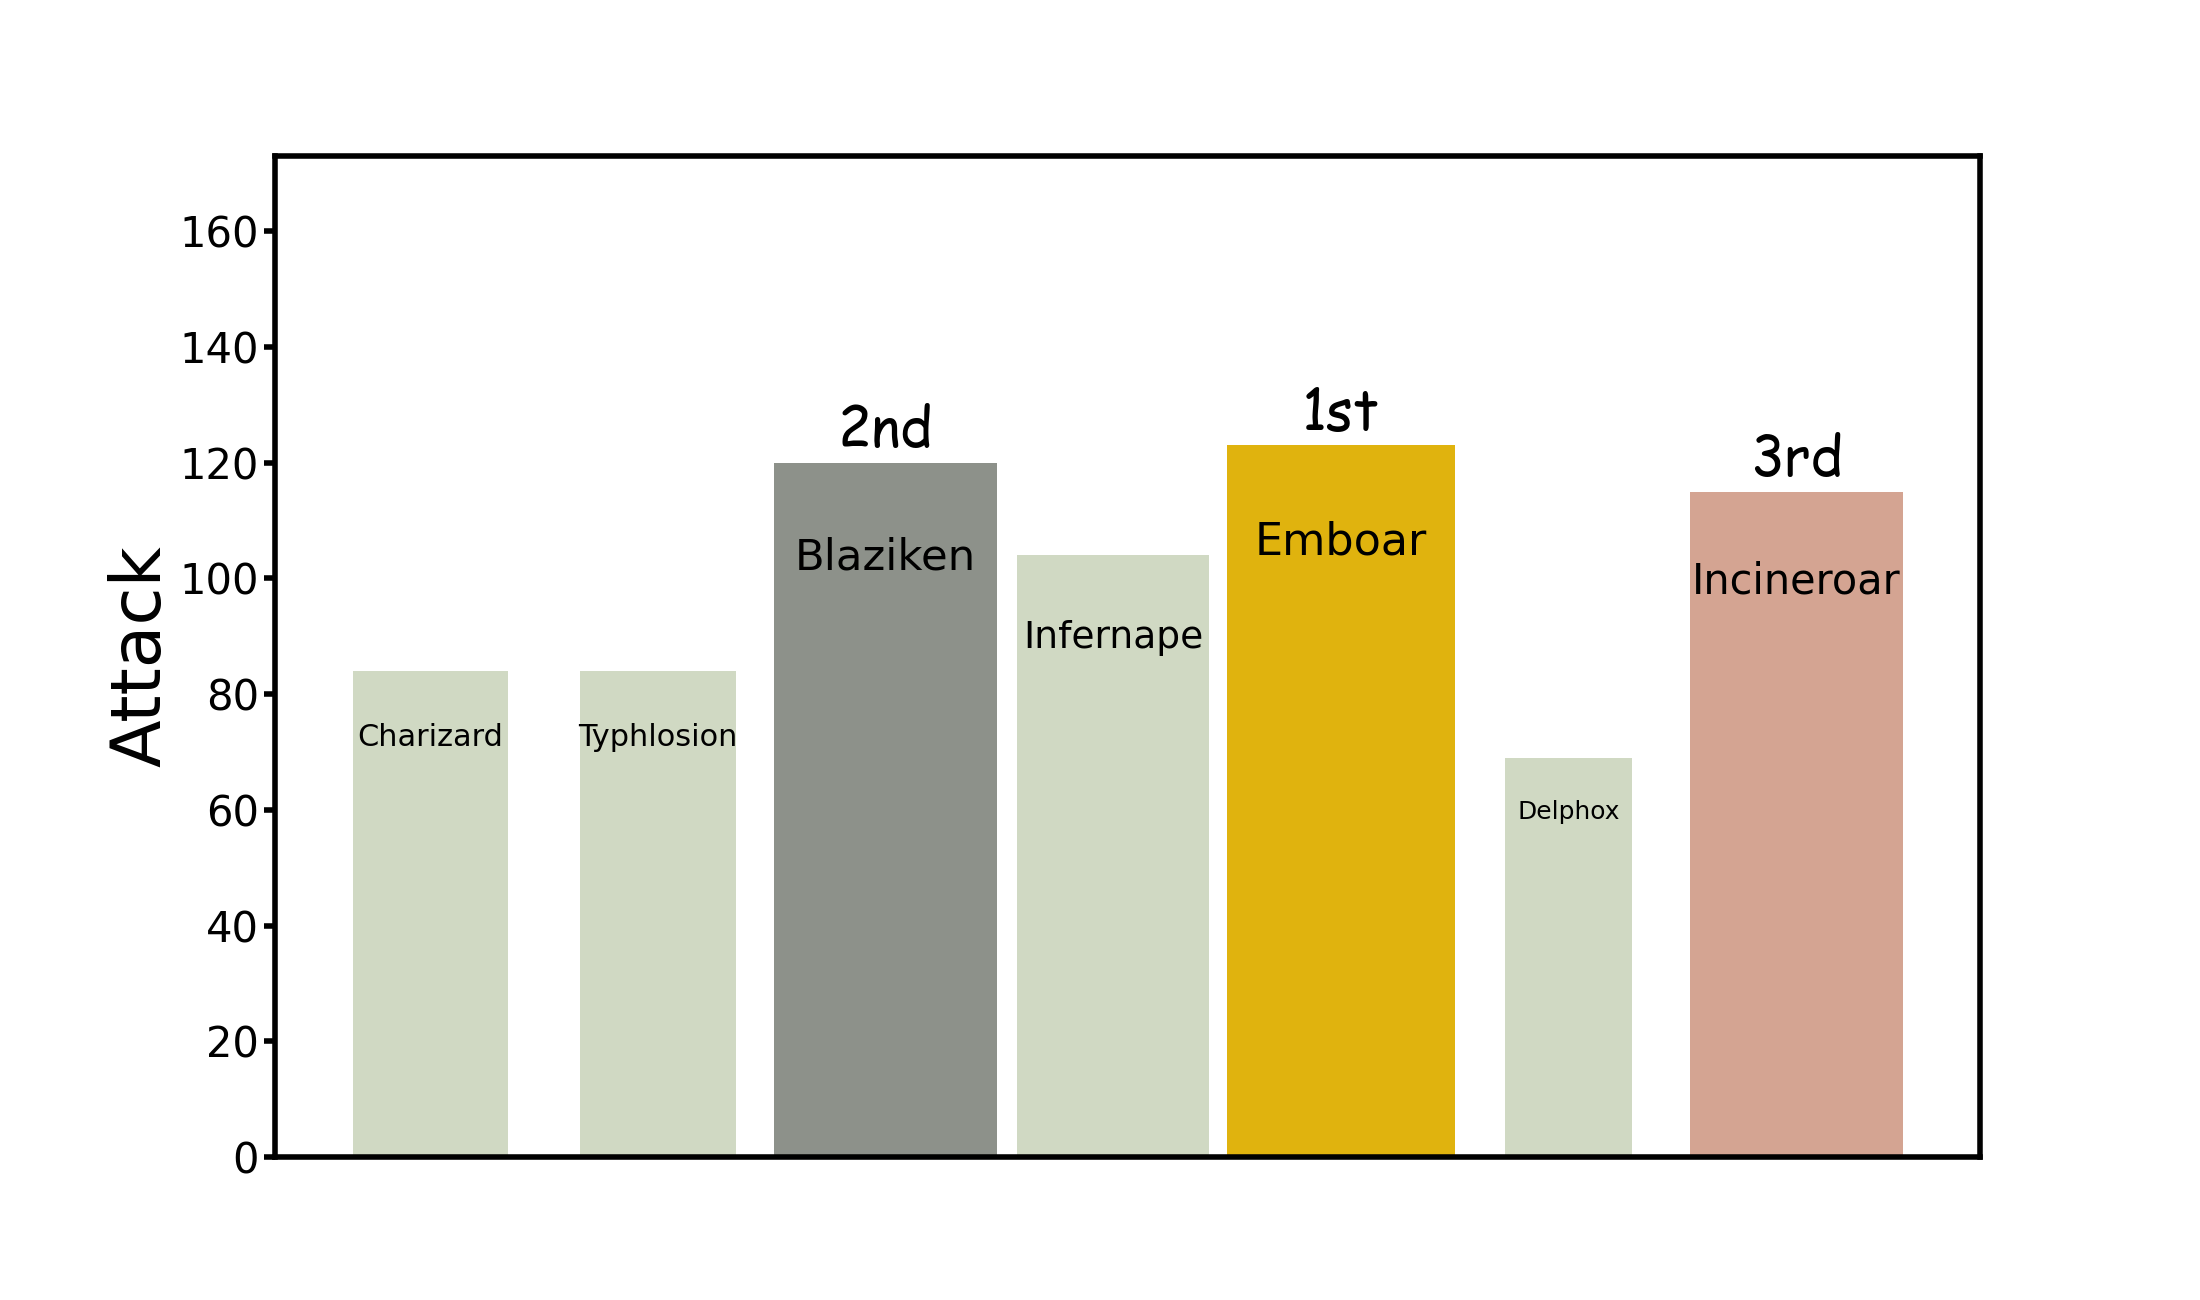 Attack
160
140
120
100
80
60
40
20
0
2nd
1st
3rd
Blaziken
Emboar
Incineroar
Infernape
Charizard
Typhlosion
Delphox